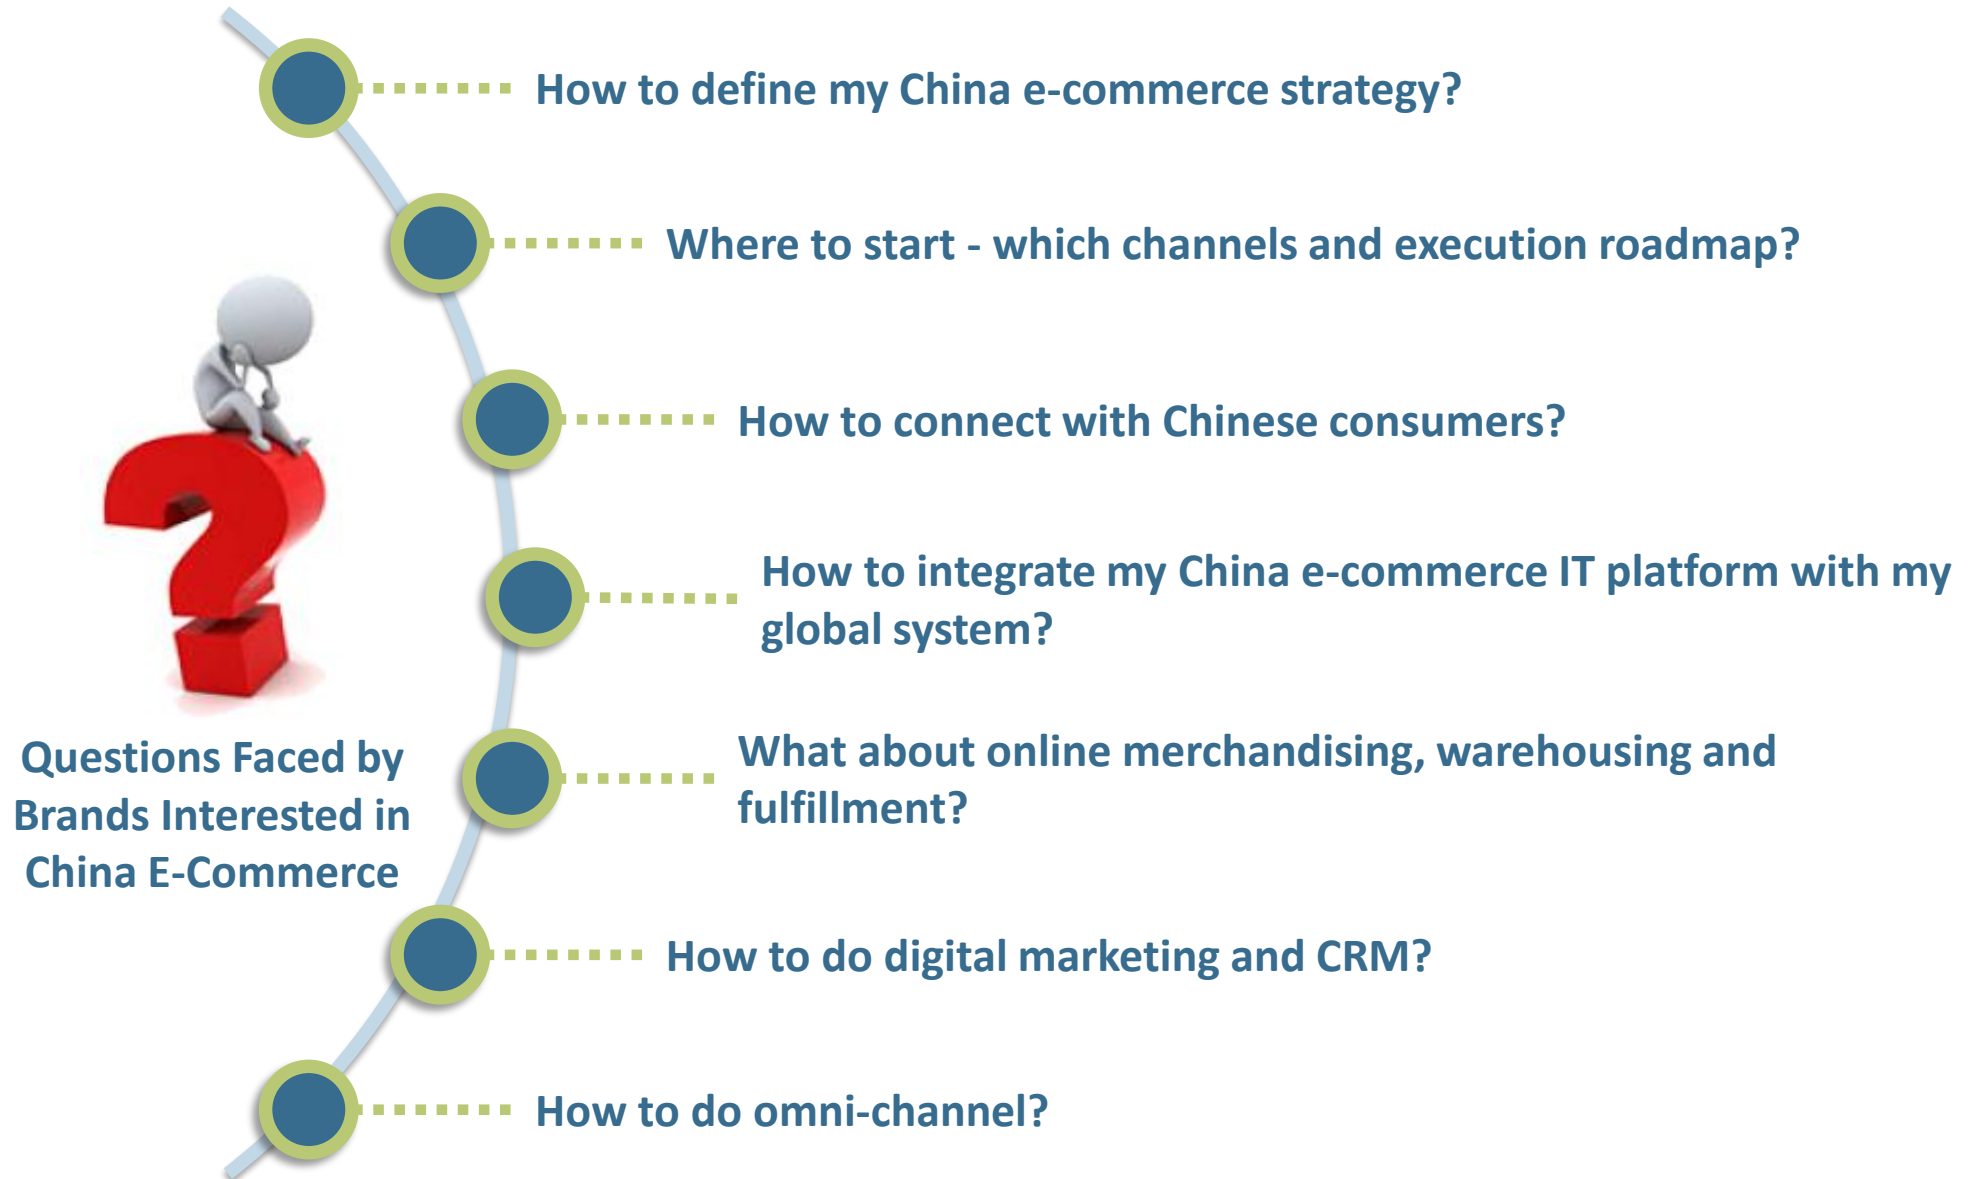 How to define my China e-commerce strategy?
Where to start - which channels and execution roadmap?
How to connect with Chinese consumers?
How to integrate my China e-commerce IT platform with my
global system?
What about online merchandising, warehousing and
fulfillment?
How to do digital marketing and CRM?
How to do omni-channel?
Questions Faced by
Brands Interested in
China E-Commerce